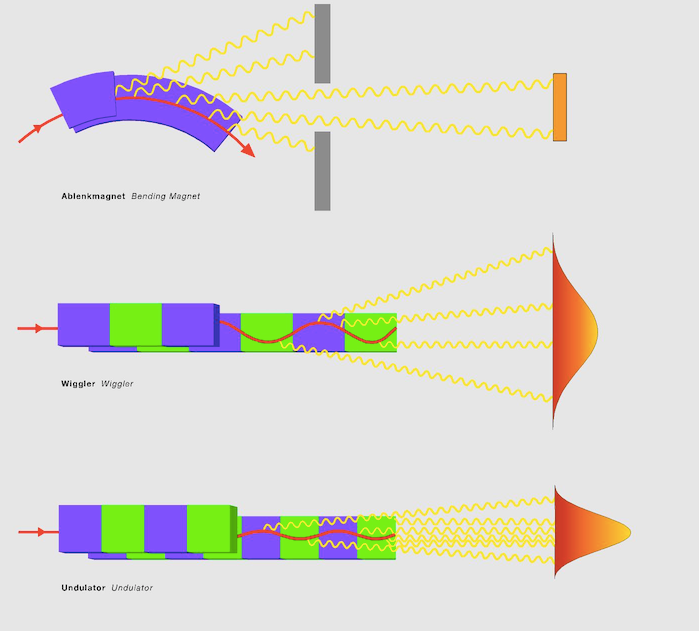 Ablenkmagnet Bending Magnet
Wiggler Wiggler
Undulator Undulator